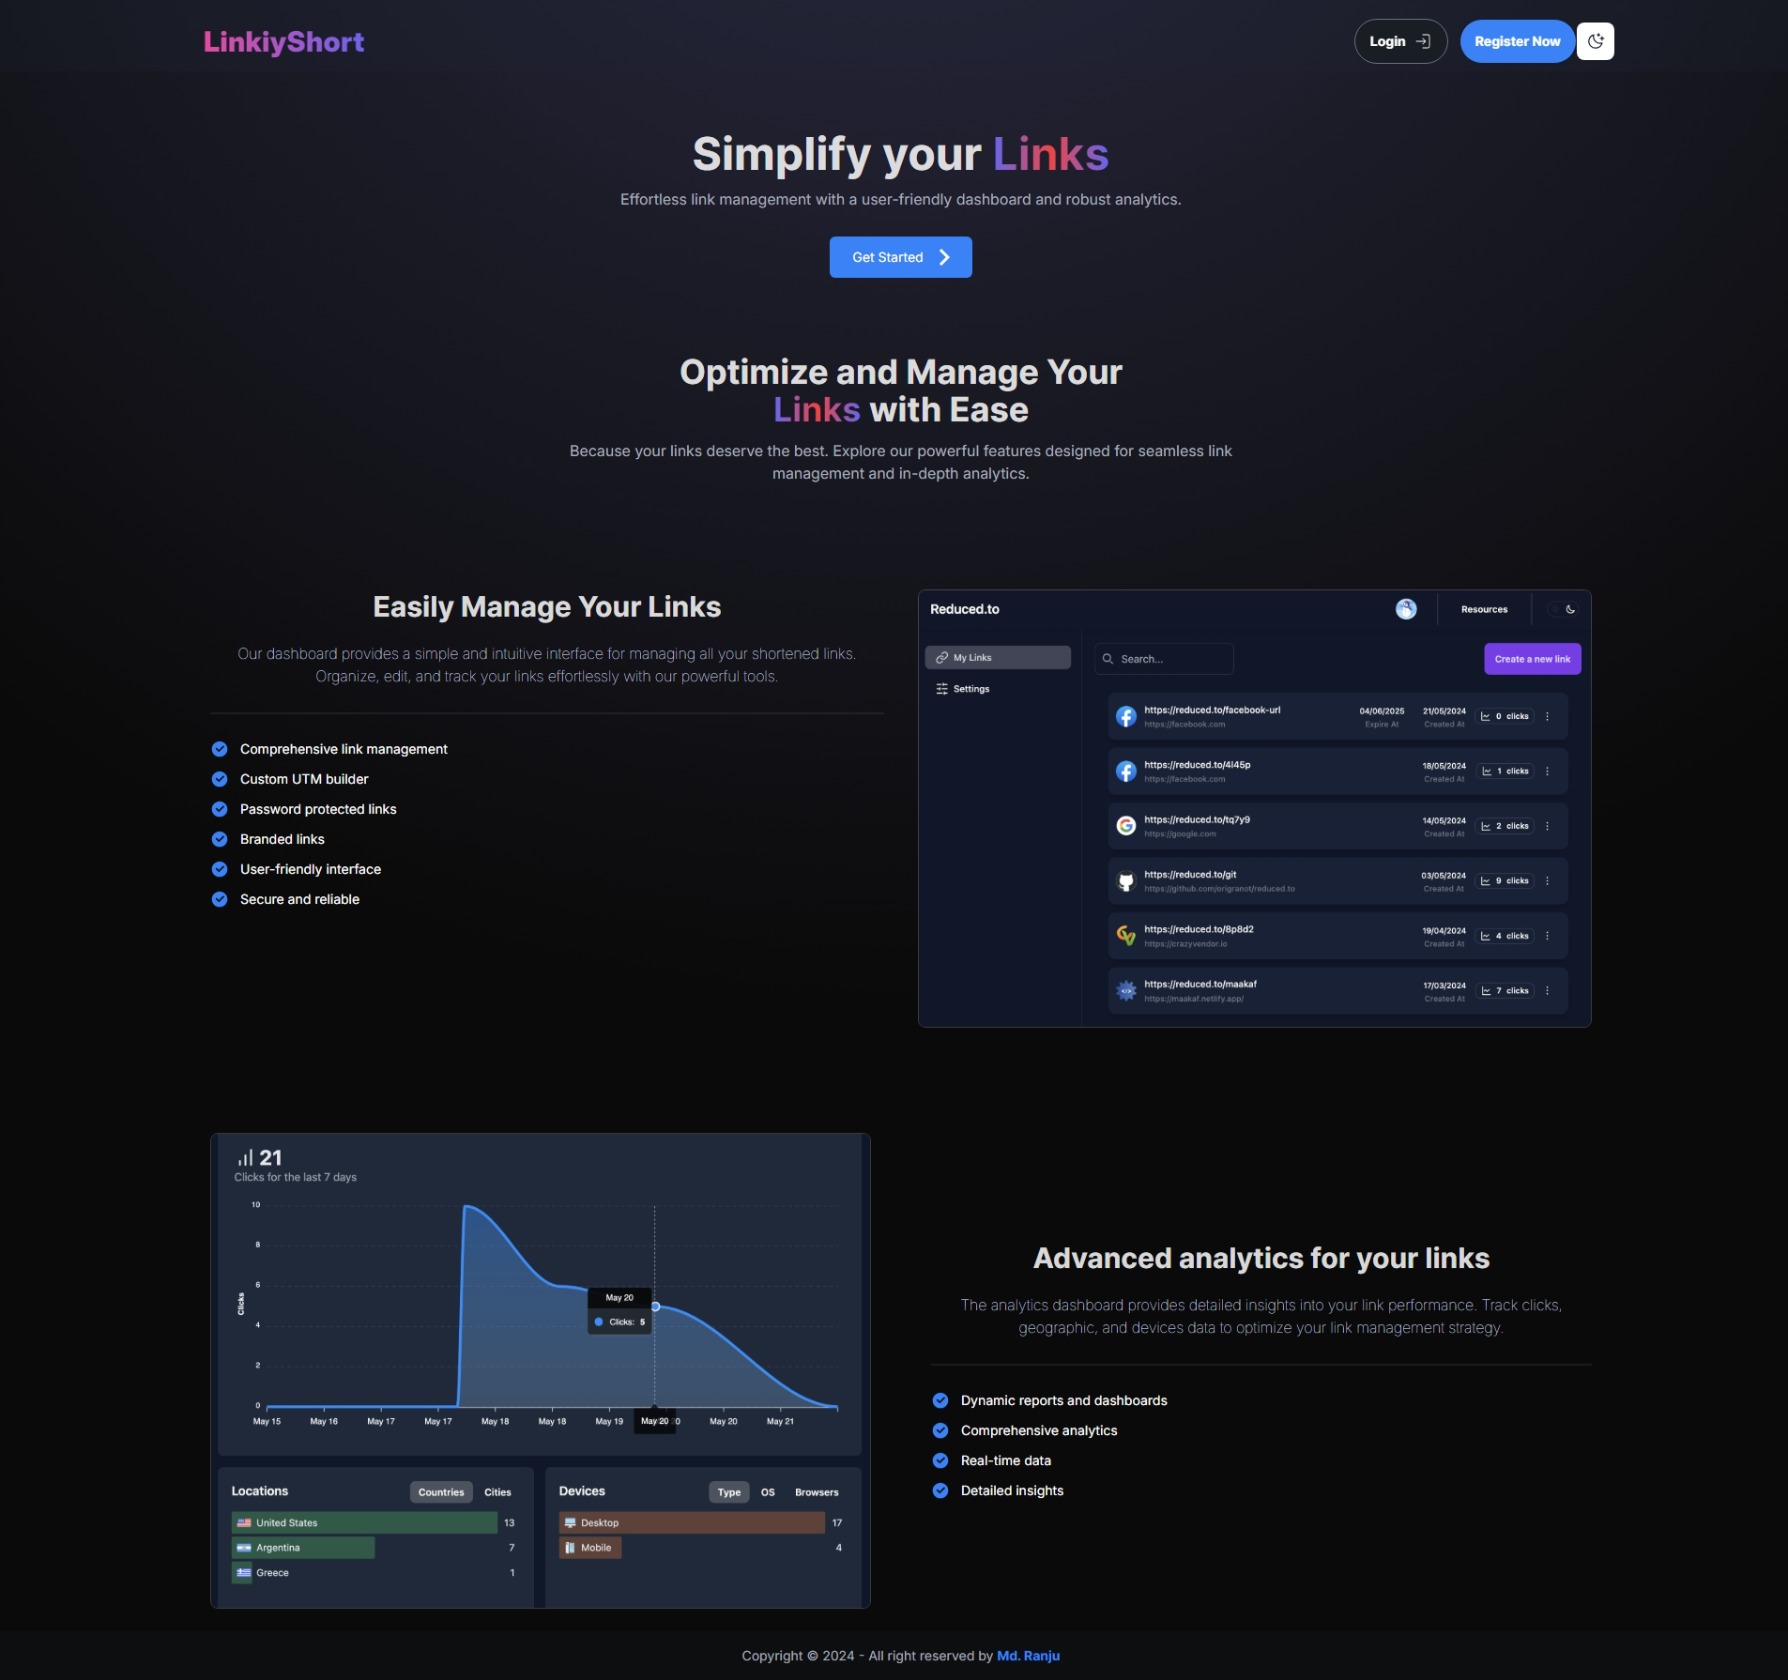 LinkiyShort
Login
Register Now
Simplify your Links
Effortless link management with a user-friendly dashboard and robust analytics.
Get Started
Optimize and Manage Your
Links with Ease
Because your links deserve the best. Explore our powerful features designed for seamless link
management and in-depth analytics.
Easily Manage Your Links
Our dashboard provides a simple and intuitive interface for managing all your shortened links.
Organize, edit, and track your links effortlessly with our powerful tools.
Comprehensive link management
Custom UTM builder
Password protected links
Branded links
User-friendly interface
Secure and reliable
Reduced.to
Resources
My Links
Settings
Search...
Create a new link
https://reduced.to/facebook-url 04/06/2025 21/05/2024 0 clicks
https://facebook.com Expire At Created At
https://reduced.to/4l45p 18/05/2024 1 clicks
https://facebook.com Created At
https://reduced.to/tq7y9 14/05/2024 2 clicks
https://google.com Created At
https://reduced.to/git 03/05/2024 9 clicks
https://github.com/origranot/reduced.to Created At
https://reduced.to/8p8d2 19/04/2024 4 clicks
https://crazyvendor.io Created At
https://reduced.to/maakaf 17/03/2024 7 clicks
https://maakaf.netlify.app/ Created At
21
Clicks for the last 7 days
10
8
6
4
2
0
Clicks
May 20
Clicks: 5
May 15 May 16 May 17 May 17 May 18 May 18 May 19 May 20 May 20 May 21
Locations
Countries Cities
United States 13
Argentina 7
Greece 1
Devices
Type OS Browsers
Desktop 17
Mobile 4
Advanced analytics for your links
The analytics dashboard provides detailed insights into your link performance. Track clicks,
geographic, and devices data to optimize your link management strategy.
Dynamic reports and dashboards
Comprehensive analytics
Real-time data
Detailed insights
Copyright © 2024 - All right reserved by Md. Ranju